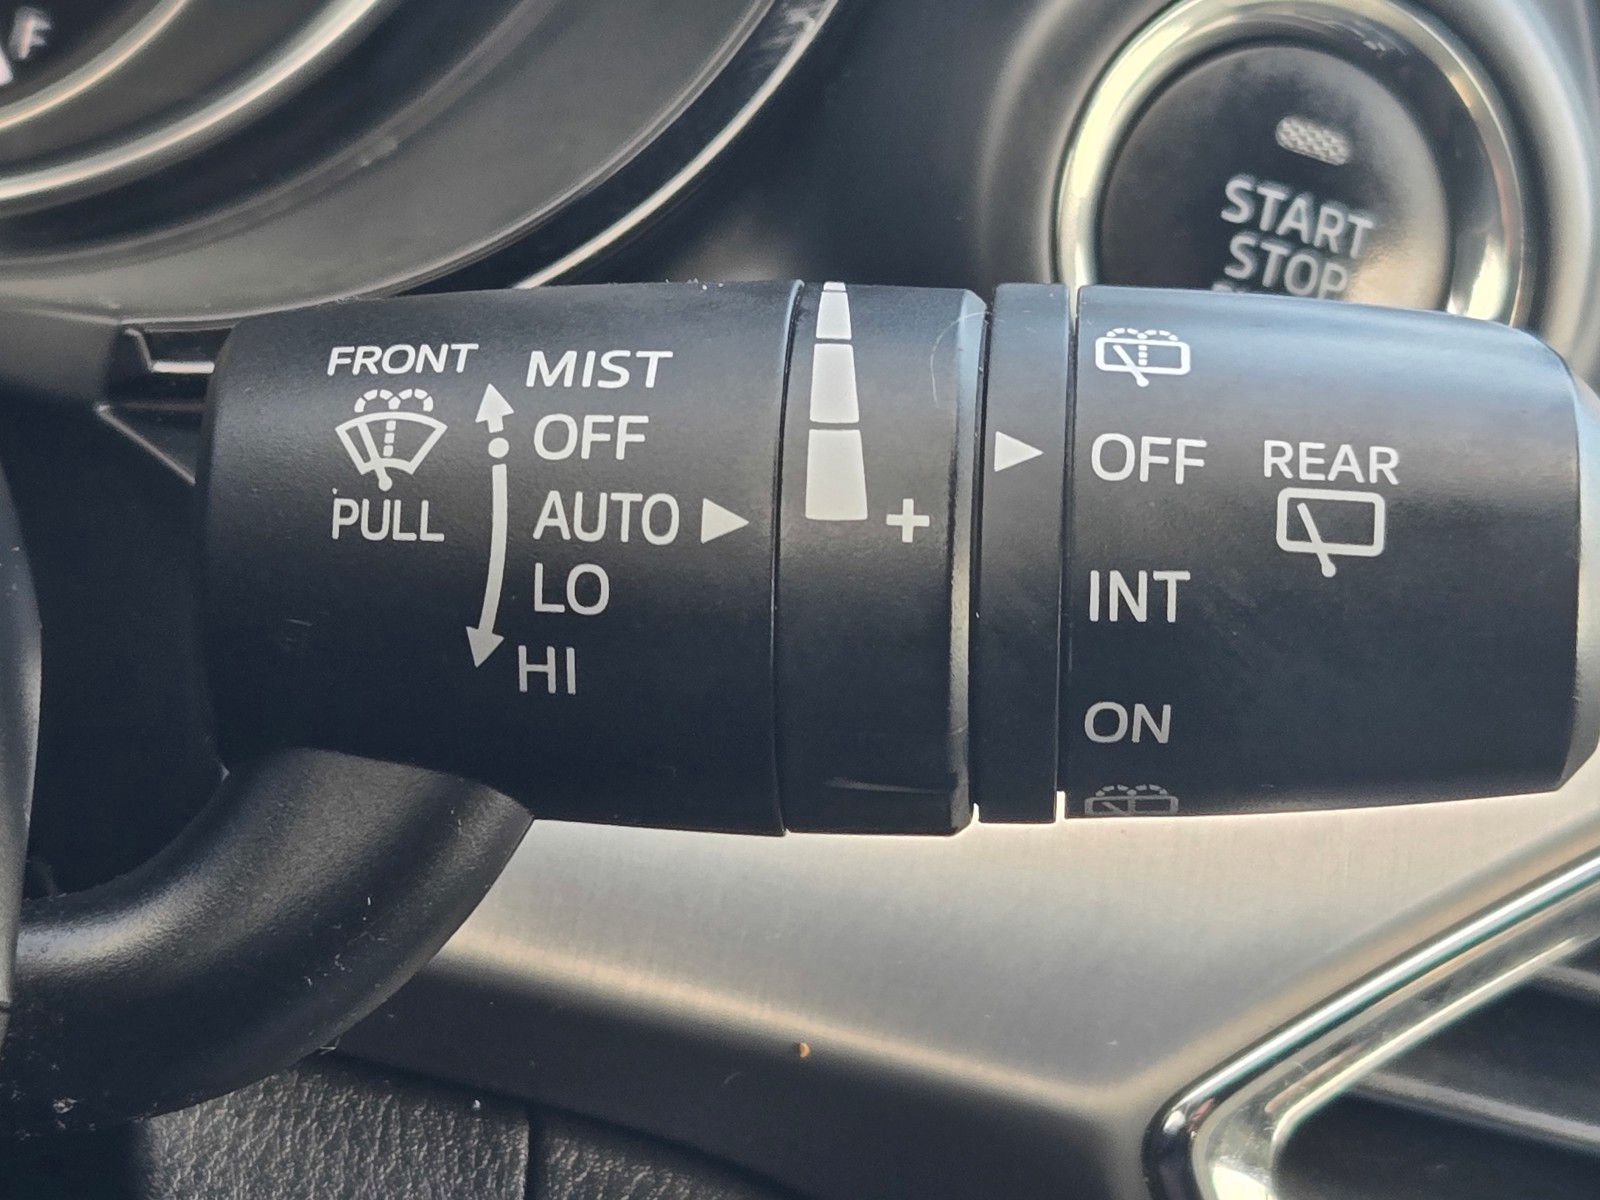 F
START
STOP
FRONT
PULL
MIST
OFF
AUTO
LO
HI
+
OFF
INT
ON
REAR